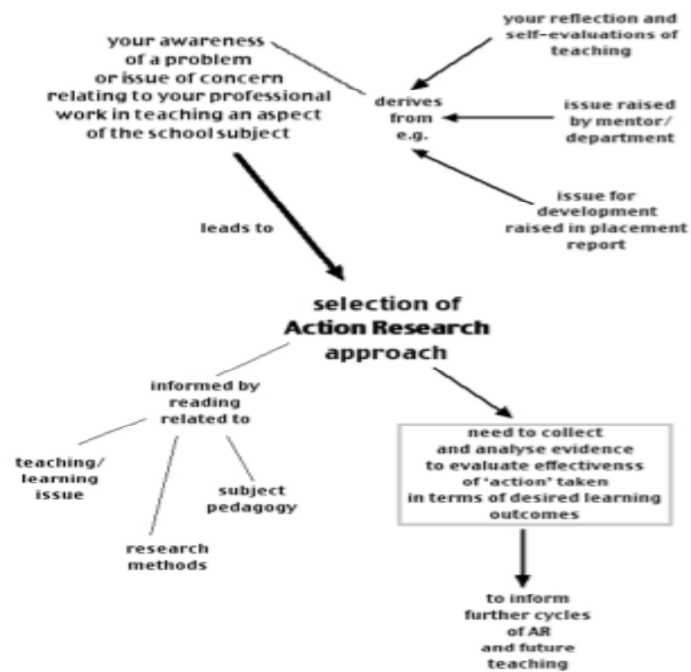 your awareness
of a problem
or issue of concern
relating to your professional
work in teaching an aspect
of the school subject
derives
from
e.g.
your reflection and
self-evaluations of
teaching
issue raised
by mentor/
department
issue for
development
raised in placement
report
leads to
selection of
Action Research
approach
informed by
reading
related to
teaching/
learning
issue
research
methods
subject
pedagogy
need to collect
and analyse evidence
to evaluate effectivenss
of 'action' taken
in terms of desired learning
outcomes
to inform
further cycles
of AR
and future
teaching